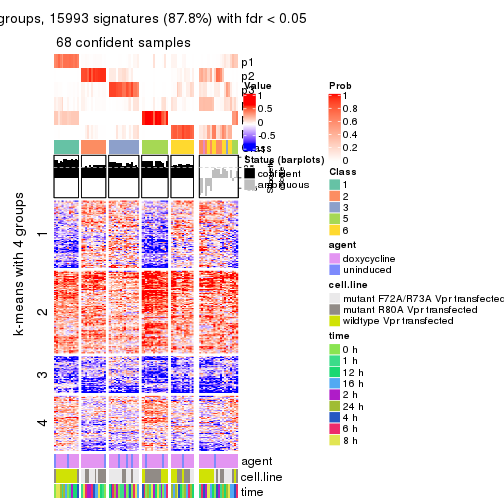 groups, 15993 signatures (87.8%) with fdr < 0.05
68 confident samples
p1
p2
p3
Value
1
0.5
0
-0.5
-1
Class
Status (barplots)
confident
ambiguous
Prob
1
0.8
0.6
0.4
0.2
0
Class
1
2
3
5
6
agent
doxycycline
uninduced
cell.line
mutant F72A/R73A Vpr transfected
mutant R80A Vpr transfected
wildtype Vpr transfected
time
0 h
1 h
12 h
16 h
2 h
24 h
4 h
6 h
8 h
k-means with 4 groups
1
2
3
4
agent
cell.line
time